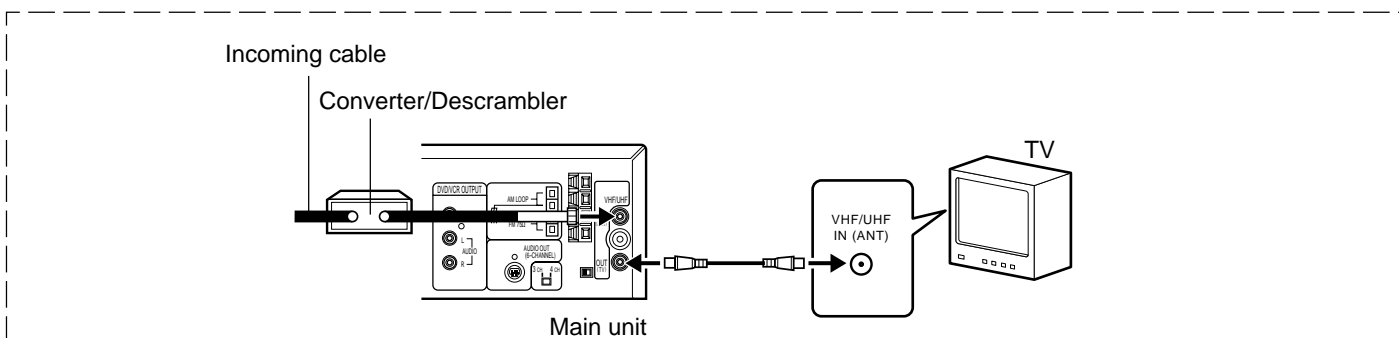 Incoming cable
Converter/Descrambler
TV
DVD/VCR OUTPUT
AM LOOP
VHF/UHF
FM 75Ω
L
AUDIO
R
AUDIO OUT
(6-CHANNEL)
3 CH 4 CH
OUT
(TV)
VHF/UHF
IN (ANT)
Main unit